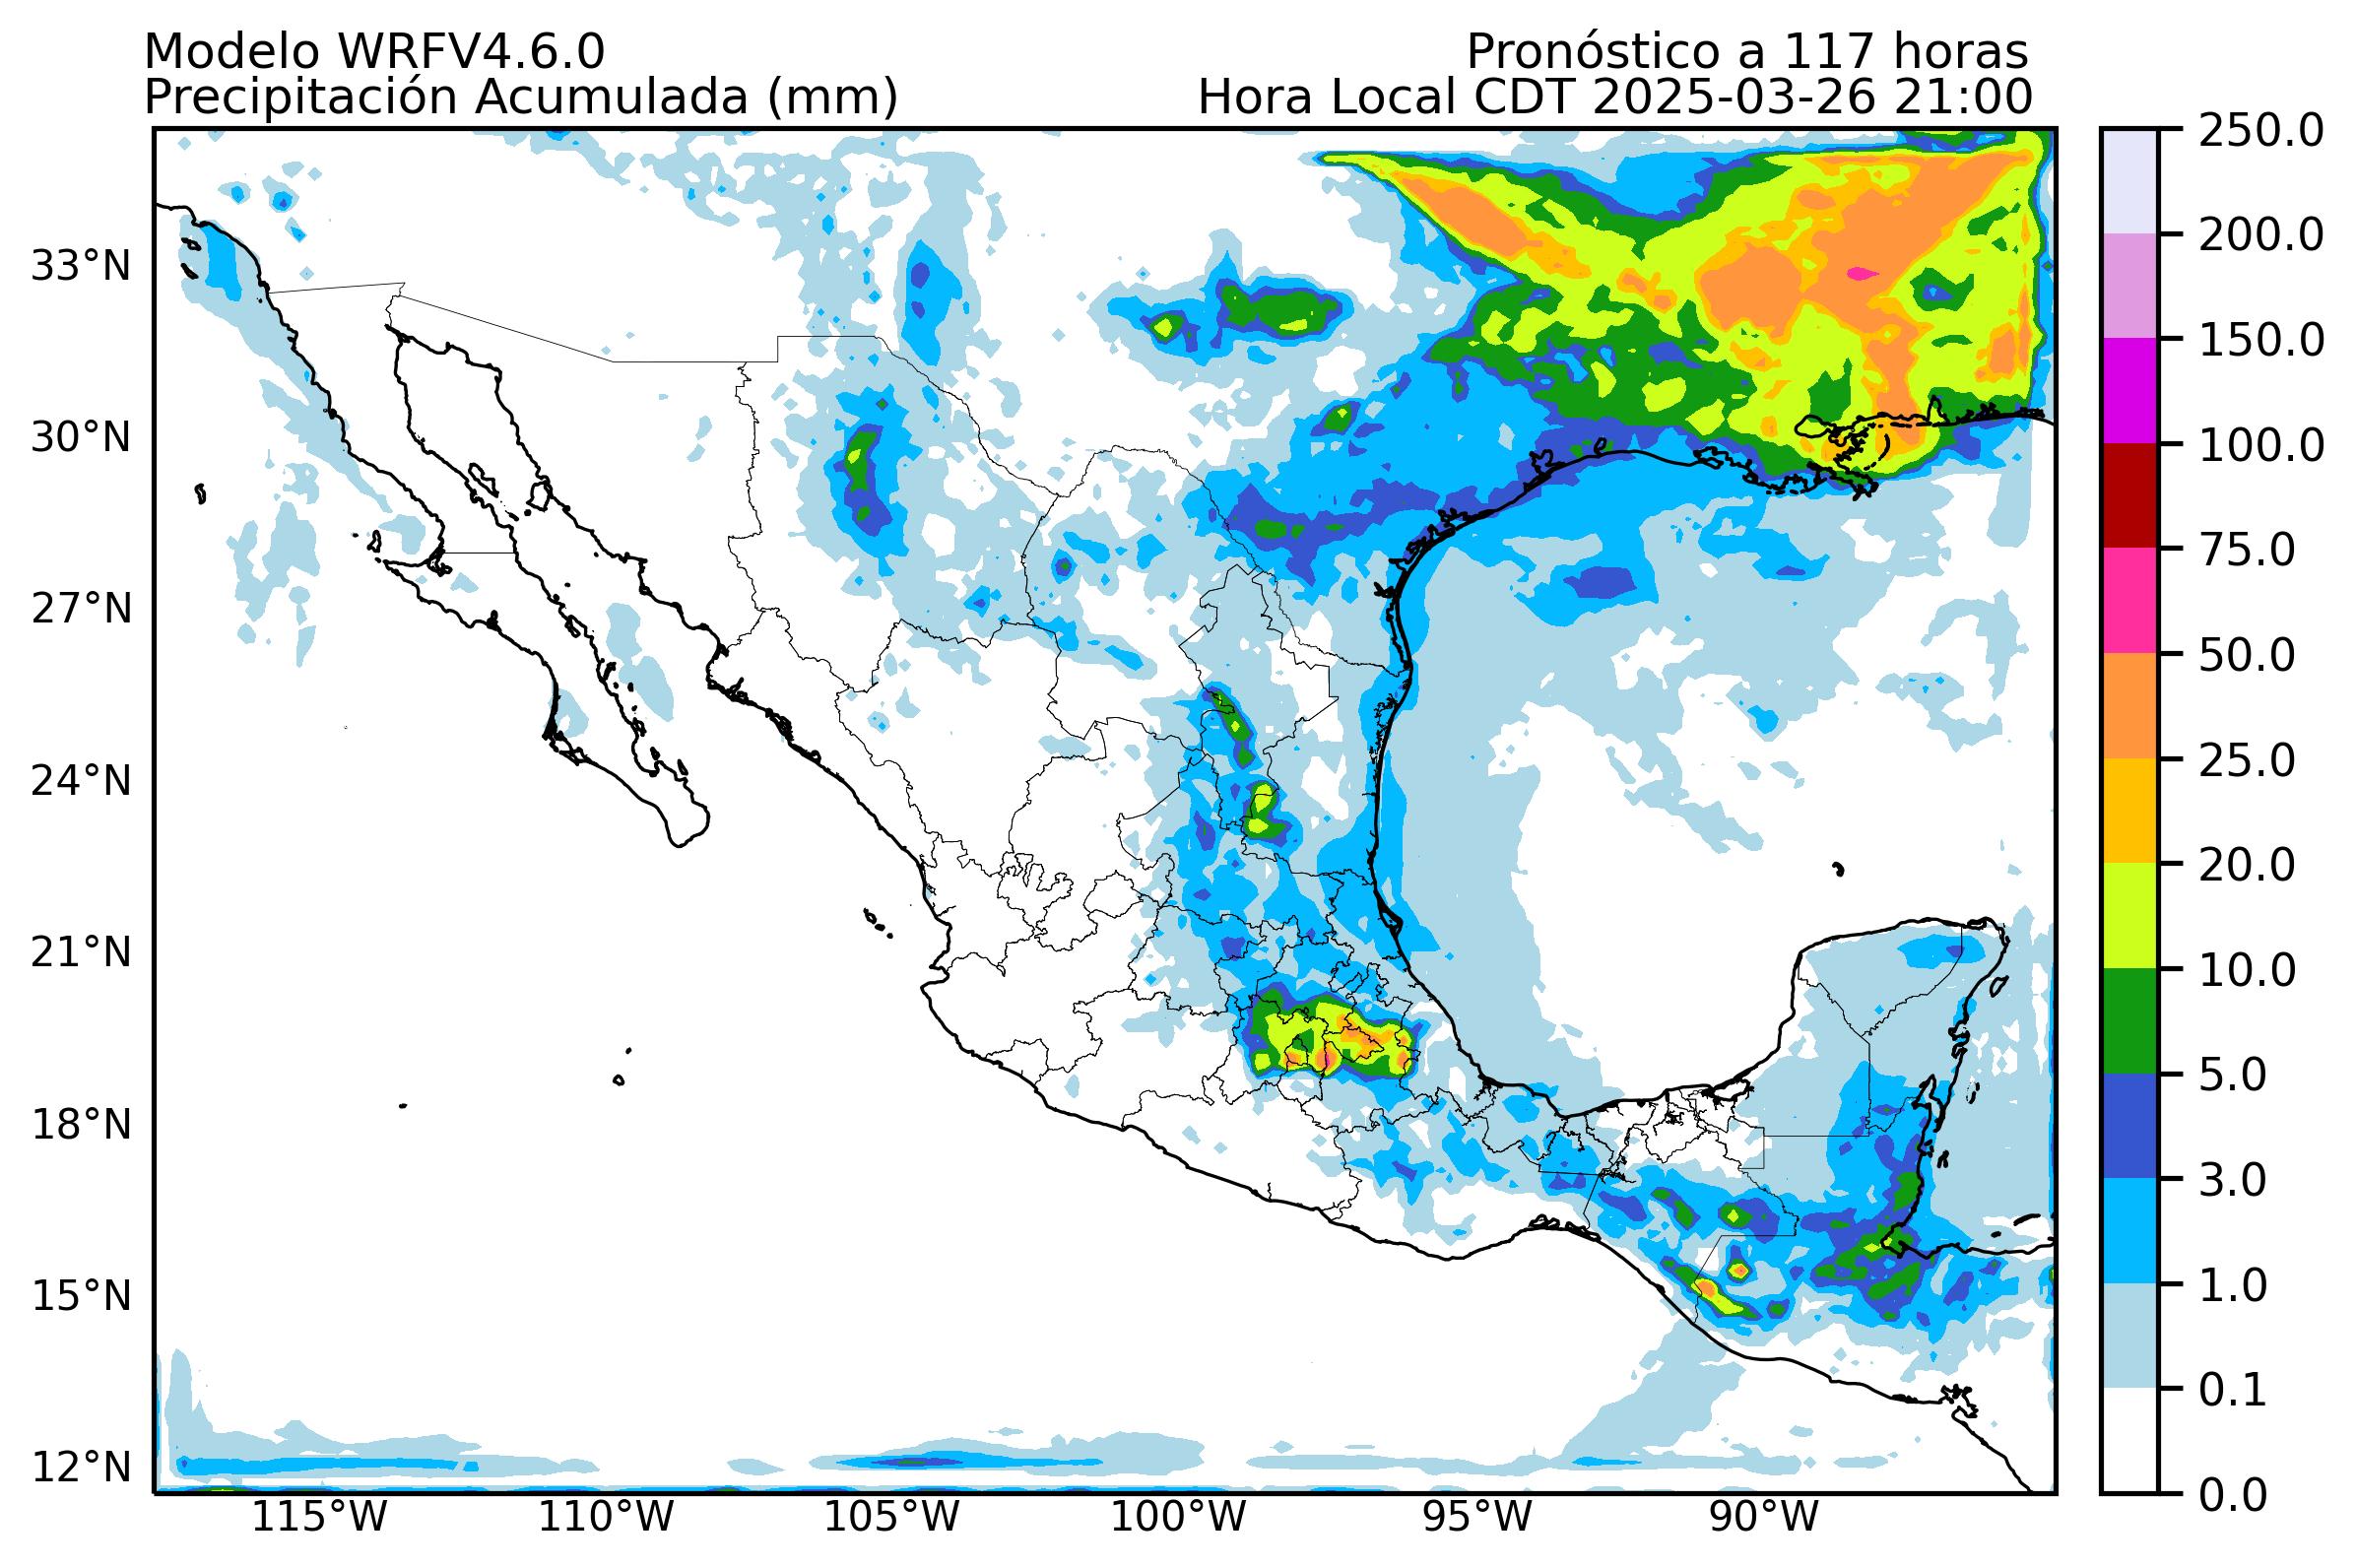 Modelo WRFV4.6.0
Pronóstico a 117 horas
Precipitación Acumulada (mm)
Hora Local CDT 2025-03-26 21:00
33°N
30°N
27°N
24°N
21°N
18°N
15°N
12°N
115°W
110°W
105°W
100°W
95°W
90°W
250.0
200.0
150.0
100.0
75.0
50.0
25.0
20.0
10.0
5.0
3.0
1.0
0.1
0.0